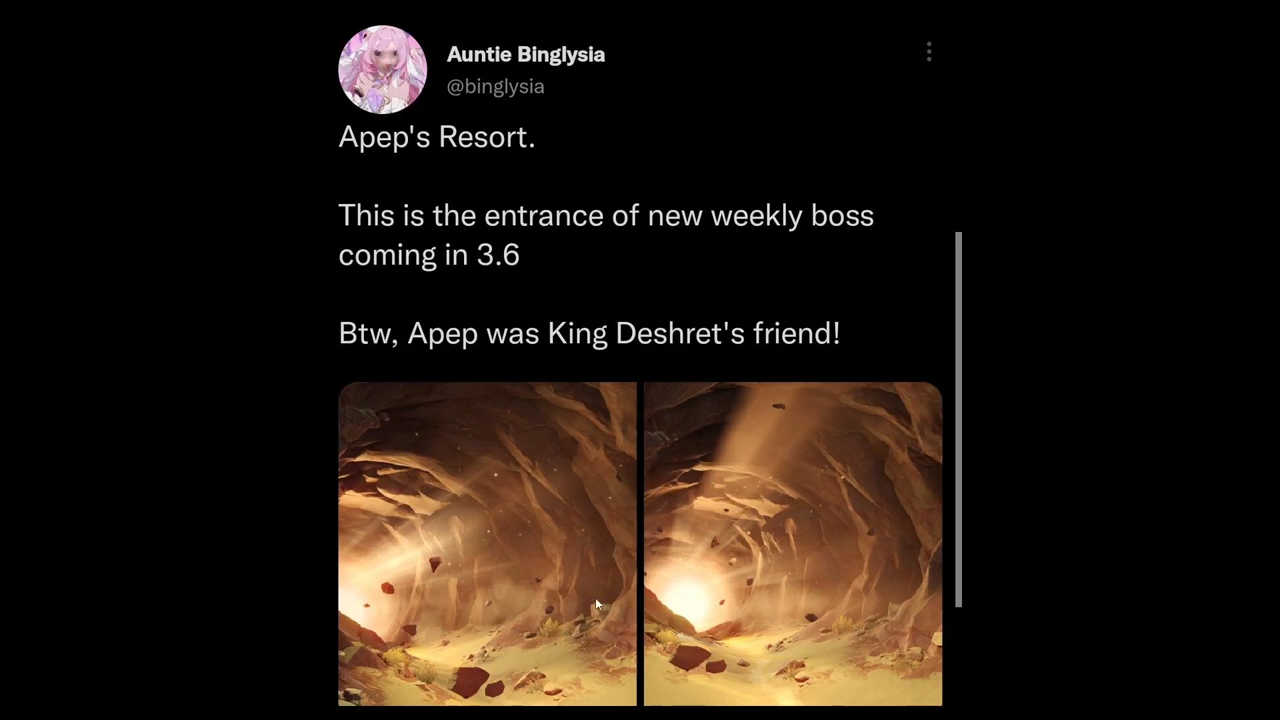 Auntie Binglysia
@binglysia
Apep's Resort.
This is the entrance of new weekly boss
coming in 3.6
Btw, Apep was King Deshret's friend!